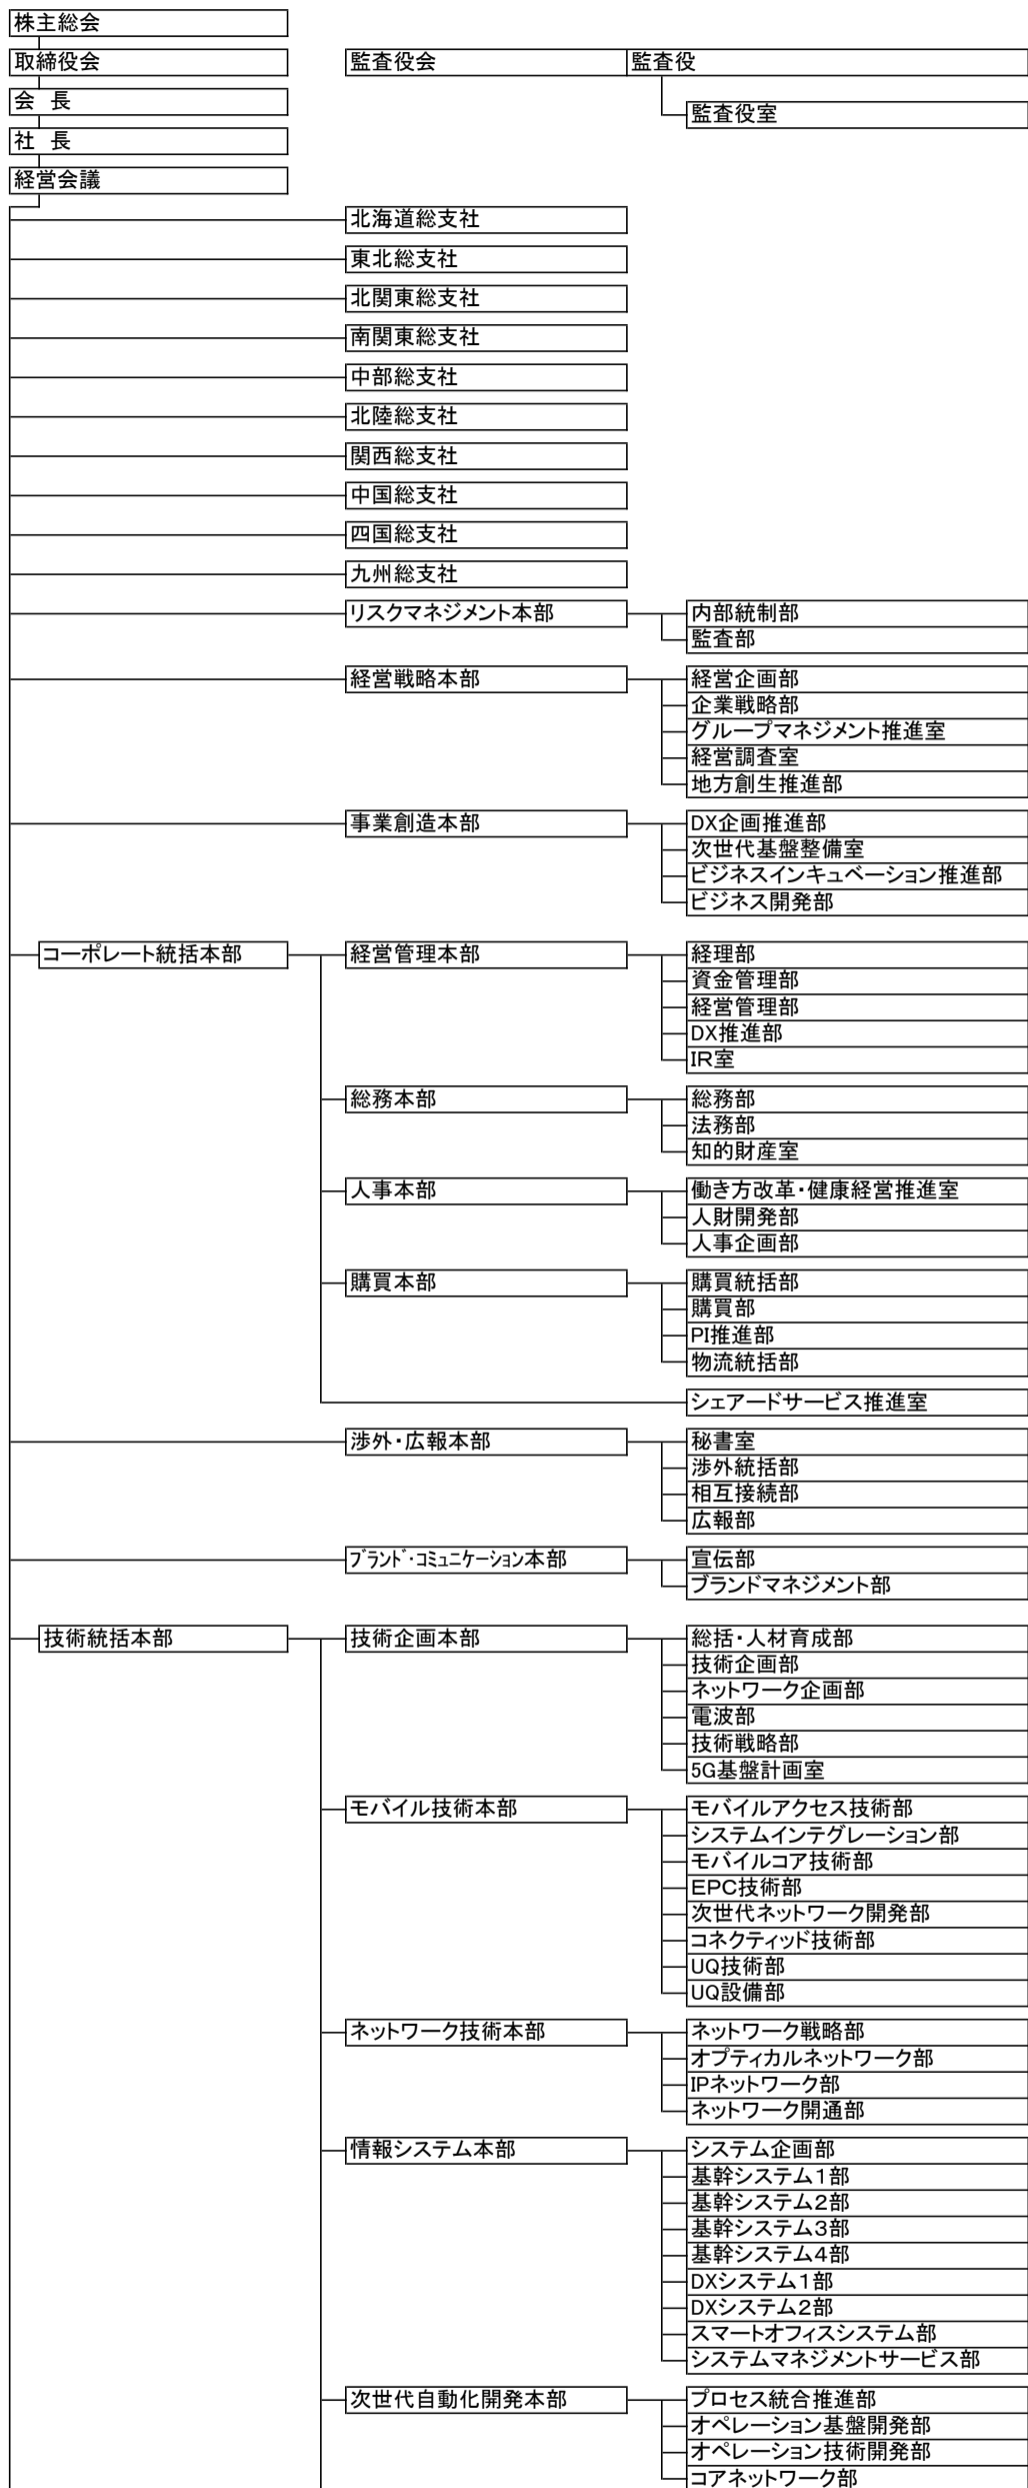 株主総会
取締役会 監査役会 監査役
会　長
監査役室
社　長
経営会議
北海道総支社
東北総支社
北関東総支社
南関東総支社
中部総支社
北陸総支社
関西総支社
中国総支社
四国総支社
九州総支社
リスクマネジメント本部 内部統制部
監査部
経営戦略本部 経営企画部
企業戦略部
グループマネジメント推進室
経営調査室
地方創生推進部
事業創造本部 DX企画推進部
次世代基盤整備室
ビジネスインキュベーション推進部
ビジネス開発部
コーポレート統括本部 経営管理本部 経理部
資金管理部
経営管理部
DX推進部
IR室
総務本部 総務部
法務部
知的財産室
人事本部 働き方改革・健康経営推進室
人財開発部
人事企画部
購買本部 購買統括部
購買部
PI推進部
物流統括部
シェアードサービス推進室
渉外・広報本部 秘書室
渉外統括部
相互接続部
広報部
ﾌﾞﾗﾝﾄﾞ・ｺﾐｭﾆｹｰｼｮﾝ本部 宣伝部
ブランドマネジメント部
技術統括本部 技術企画本部 総括・人材育成部
技術企画部
ネットワーク企画部
電波部
技術戦略部
5G基盤計画室
モバイル技術本部 モバイルアクセス技術部
システムインテグレーション部
モバイルコア技術部
EPC技術部
次世代ネットワーク開発部
コネクティッド技術部
UQ技術部
UQ設備部
ネットワーク技術本部 ネットワーク戦略部
オプティカルネットワーク部
IPネットワーク部
ネットワーク開通部
情報システム本部 システム企画部
基幹システム1部
基幹システム2部
基幹システム3部
基幹システム4部
DXシステム1部
DXシステム2部
スマートオフィスシステム部
システムマネジメントサービス部
次世代自動化開発本部 プロセス統合推進部
オペレーション基盤開発部
オペレーション技術開発部
コアネットワーク部